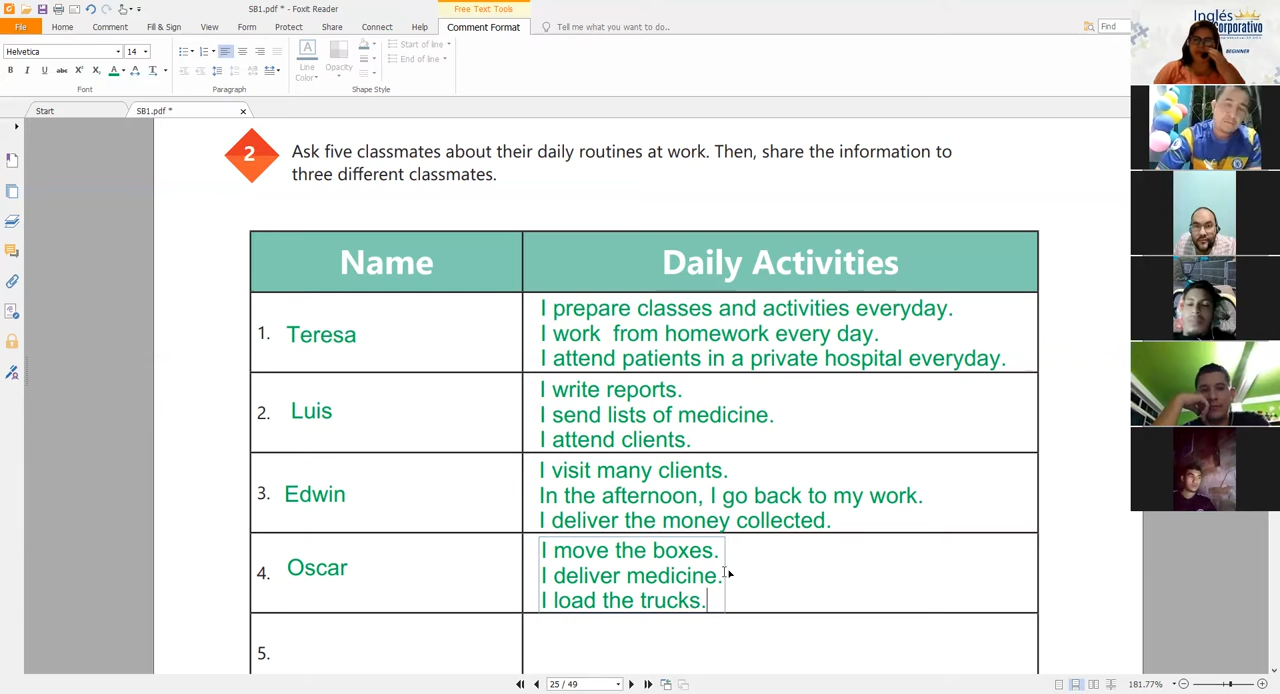 SB1.pdf * - Foxit Reader
Free Text Tools
File
Home
Comment
View
Form
Protect
Share
Connect
Help
Comment Format
Tell me what you want to do..
Find
Helvetica
14
Line Color
Opacity
Start of line
End of line
Font
Paragraph
Shape Style
Start
SB1.pdf *
Inglés
Corporativo
BEGINNER
2
Ask five classmates about their daily routines at work. Then, share the information to
three different classmates.
Name
Daily Activities
1. Teresa
I prepare classes and activities everyday.
I work from homework every day.
I attend patients in a private hospital everyday.
2. Luis
I write reports.
I send lists of medicine.
I attend clients.
3. Edwin
I visit many clients.
In the afternoon, I go back to my work.
I deliver the money collected.
4. Oscar
I move the boxes.
I deliver medicine.
I load the trucks.
5.
25 / 49
181.77%